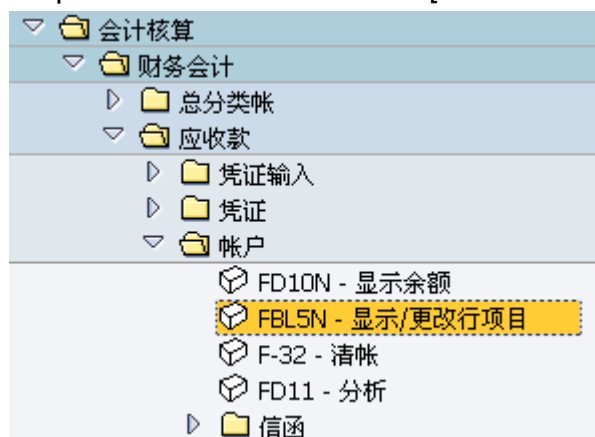 会计核算
财务会计
总分类帐
应收款
凭证输入
凭证
帐户
FD10N - 显示余额
FBL5N - 显示/更改行项目
F-32 - 清帐
FD11 - 分析
信函